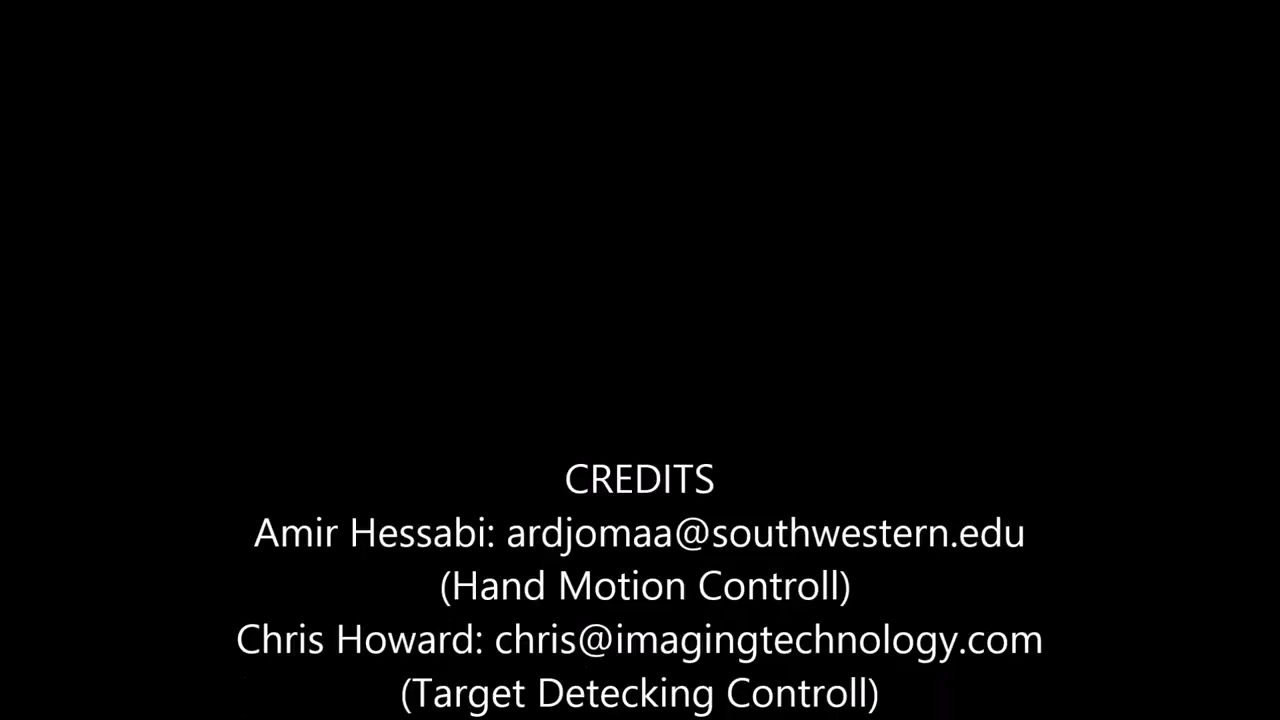 CREDITS
Amir Hessabi: ardjomaa@southwestern.edu
(Hand Motion Controll)
Chris Howard: chris@imagingtechnology.com
(Target Detecking Controll)